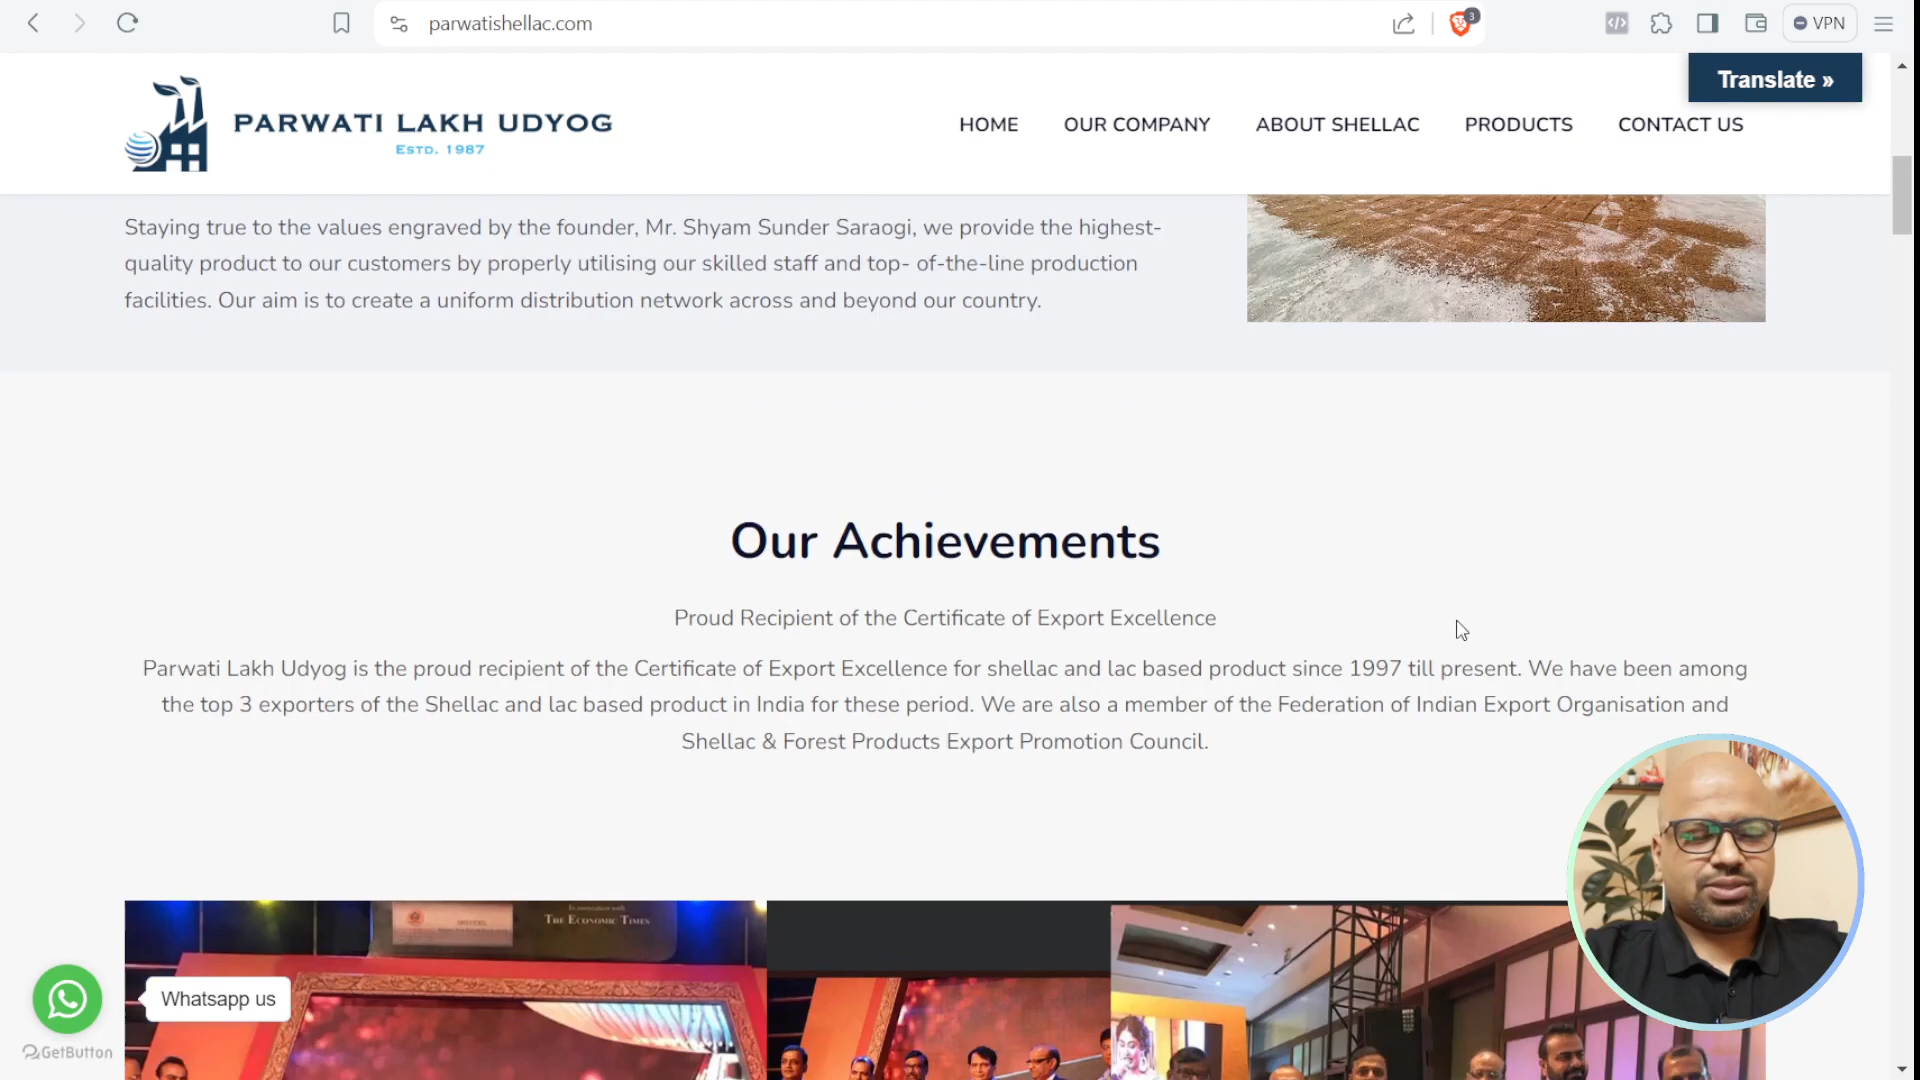 parwatishellac.com
3
VPN
Translate »
PARWATI LAKH UDYOG
ESTD. 1987
HOME
OUR COMPANY
ABOUT SHELLAC
PRODUCTS
CONTACT US
Staying true to the values engraved by the founder, Mr. Shyam Sunder Saraogi, we provide the highest-
quality product to our customers by properly utilising our skilled staff and top- of-the-line production
facilities. Our aim is to create a uniform distribution network across and beyond our country.
Our Achievements
Proud Recipient of the Certificate of Export Excellence
Parwati Lakh Udyog is the proud recipient of the Certificate of Export Excellence for shellac and lac based product since 1997 till present. We have been among
the top 3 exporters of the Shellac and lac based product in India for these period. We are also a member of the Federation of Indian Export Organisation and
Shellac & Forest Products Export Promotion Council.
In association with
THE ECONOMIC TIMES
Whatsapp us
GetButton